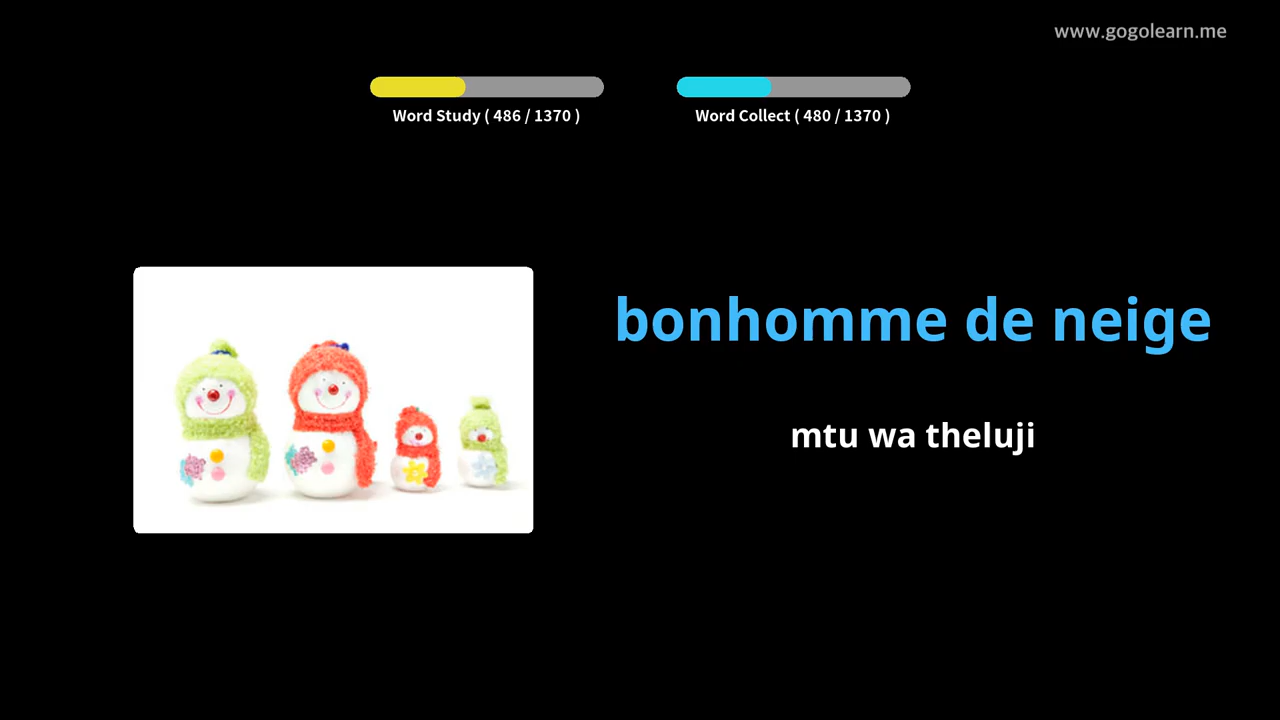 www.gogolearn.me
Word Study ( 486 / 1370 )
Word Collect ( 480 / 1370 )
bonhomme de neige
mtu wa theluji